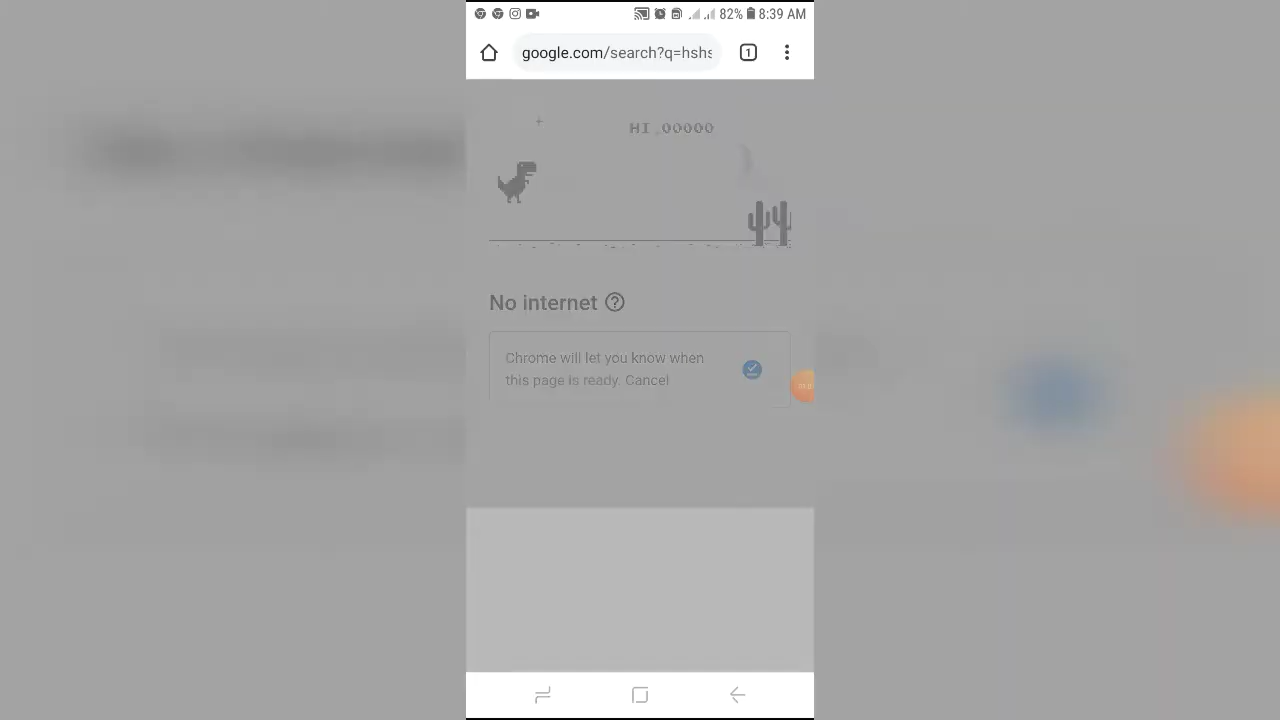 82% 8:39 AM
google.com/search?q=hshs
1
HI 00000
No internet
Chrome will let you know when
this page is ready. Cancel